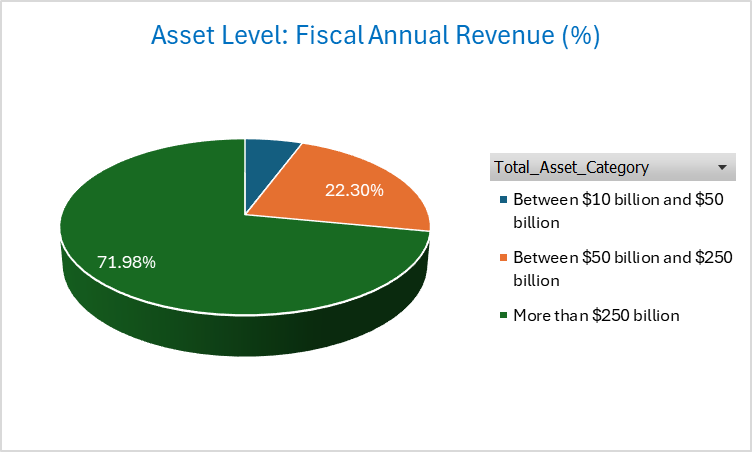 Asset Level: Fiscal Annual Revenue (%)
22.30%
71.98%
Total_Asset_Category
Between $10 billion and $50
billion
Between $50 billion and $250
billion
More than $250 billion